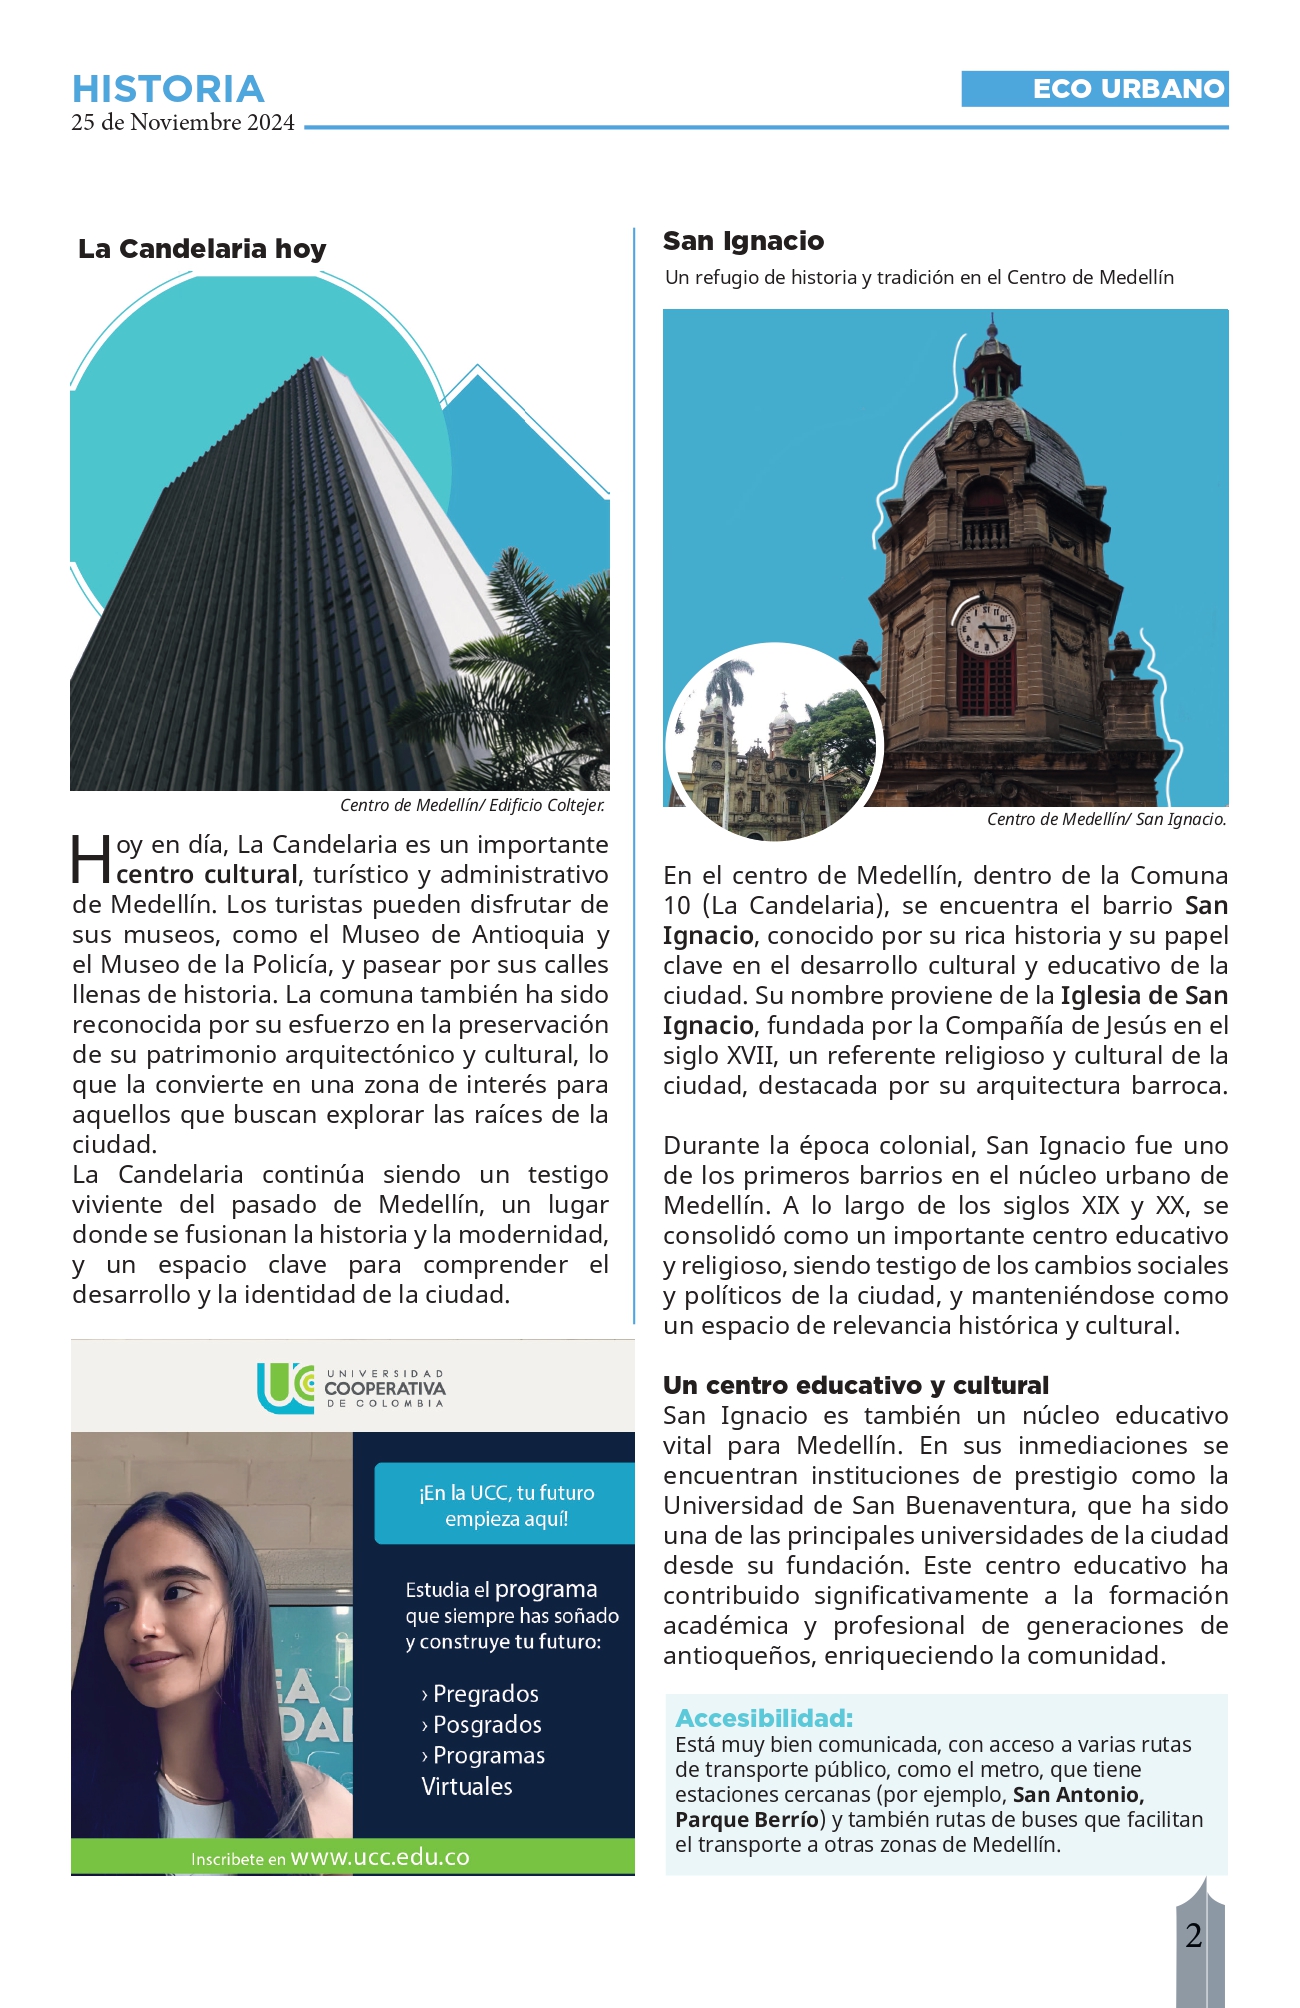 HISTORIA
25 de Noviembre 2024
ECO URBANO
La Candelaria hoy
Centro de Medellín/ Edificio Coltejer.
Hoy en día, La Candelaria es un importante
centro cultural, turístico y administrativo
de Medellín. Los turistas pueden disfrutar de
sus museos, como el Museo de Antioquia y
el Museo de la Policía, y pasear por sus calles
llenas de historia. La comuna también ha sido
reconocida por su esfuerzo en la preservación
de su patrimonio arquitectónico y cultural, lo
que la convierte en una zona de interés para
aquellos que buscan explorar las raíces de la
ciudad.
La Candelaria continúa siendo un testigo
viviente del pasado de Medellín, un lugar
donde se fusionan la historia y la modernidad,
y un espacio clave para comprender el
desarrollo y la identidad de la ciudad.
UNIVERSIDAD
COOPERATIVA
DE COLOMBIA
¡En la UCC, tu futuro
empieza aquí!
Estudia el programa
que siempre has soñado
y construye tu futuro:
› Pregrados
› Posgrados
› Programas
Virtuales
EA
DAD
Inscribete en www.ucc.edu.co
San Ignacio
Un refugio de historia y tradición en el Centro de Medellín
Centro de Medellín/ San Ignacio.
En el centro de Medellín, dentro de la Comuna
10 (La Candelaria), se encuentra el barrio San
Ignacio, conocido por su rica historia y su papel
clave en el desarrollo cultural y educativo de la
ciudad. Su nombre proviene de la Iglesia de San
Ignacio, fundada por la Compañía de Jesús en el
siglo XVII, un referente religioso y cultural de la
ciudad, destacada por su arquitectura barroca.
Durante la época colonial, San Ignacio fue uno
de los primeros barrios en el núcleo urbano de
Medellín. A lo largo de los siglos XIX y XX, se
consolidó como un importante centro educativo
y religioso, siendo testigo de los cambios sociales
y políticos de la ciudad, y manteniéndose como
un espacio de relevancia histórica y cultural.
Un centro educativo y cultural
San Ignacio es también un núcleo educativo
vital para Medellín. En sus inmediaciones se
encuentran instituciones de prestigio como la
Universidad de San Buenaventura, que ha sido
una de las principales universidades de la ciudad
desde su fundación. Este centro educativo ha
contribuido significativamente a la formación
académica y profesional de generaciones de
antioqueños, enriqueciendo la comunidad.
Accesibilidad:
Está muy bien comunicada, con acceso a varias rutas
de transporte público, como el metro, que tiene
estaciones cercanas (por ejemplo, San Antonio,
Parque Berrío) y también rutas de buses que facilitan
el transporte a otras zonas de Medellín.
2